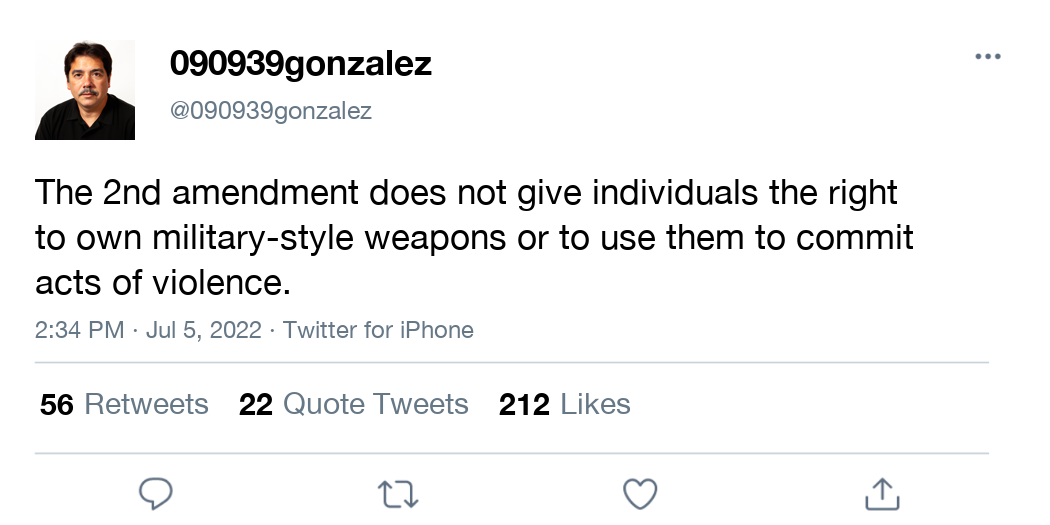 090939gonzalez
@090939gonzalez
The 2nd amendment does not give individuals the right
to own military-style weapons or to use them to commit
acts of violence.
2:34 PM · Jul 5, 2022 · Twitter for iPhone
56 Retweets 22 Quote Tweets 212 Likes